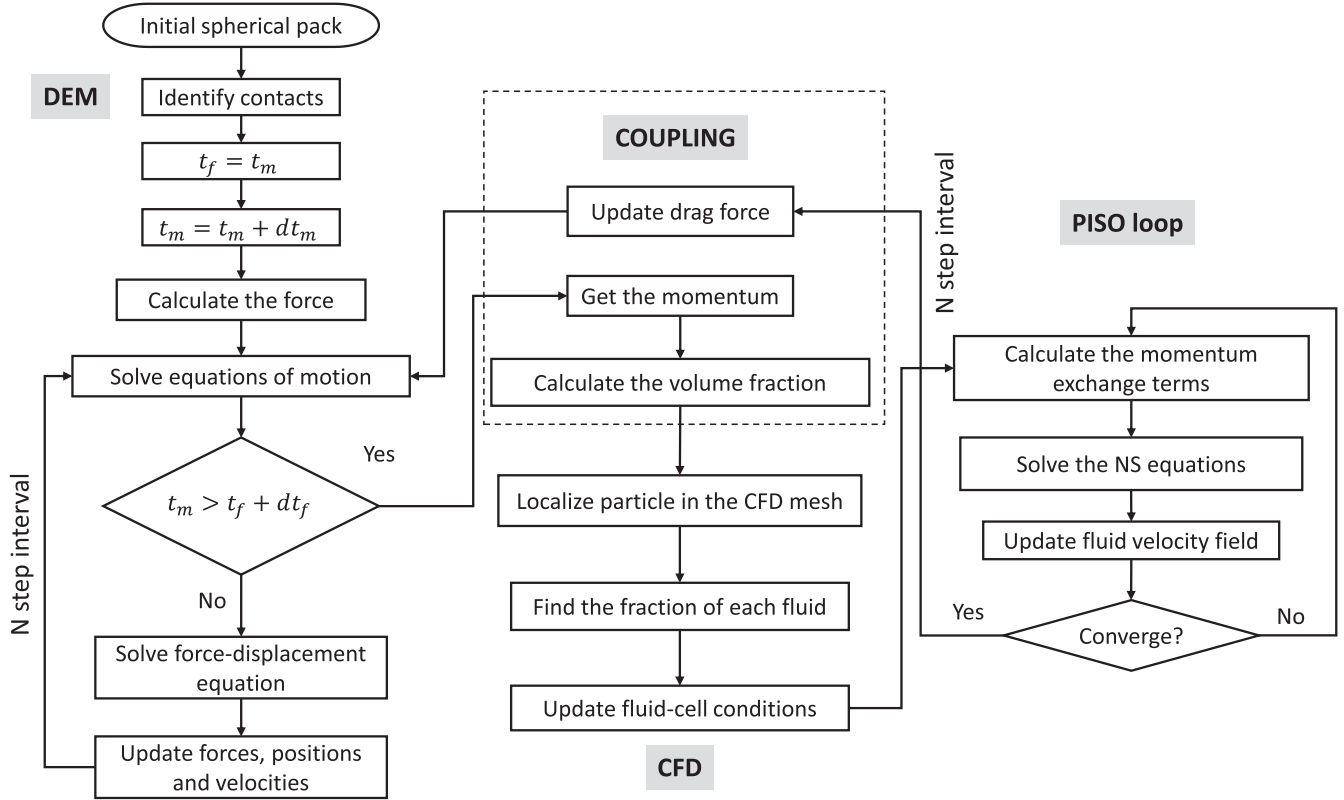 Initial spherical pack
DEM
Identify contacts
t_f = t_m
t_m = t_m + dt_m
Calculate the force
Solve equations of motion
Yes
t_m > t_f + dt_f
N step interval
No
Solve force-displacement
equation
Update forces, positions
and velocities
COUPLING
Update drag force
Get the momentum
Calculate the volume fraction
Localize particle in the CFD mesh
Find the fraction of each fluid
Update fluid-cell conditions
CFD
N step interval
PISO loop
Calculate the momentum
exchange terms
Solve the NS equations
Update fluid velocity field
Yes
Converge?
No